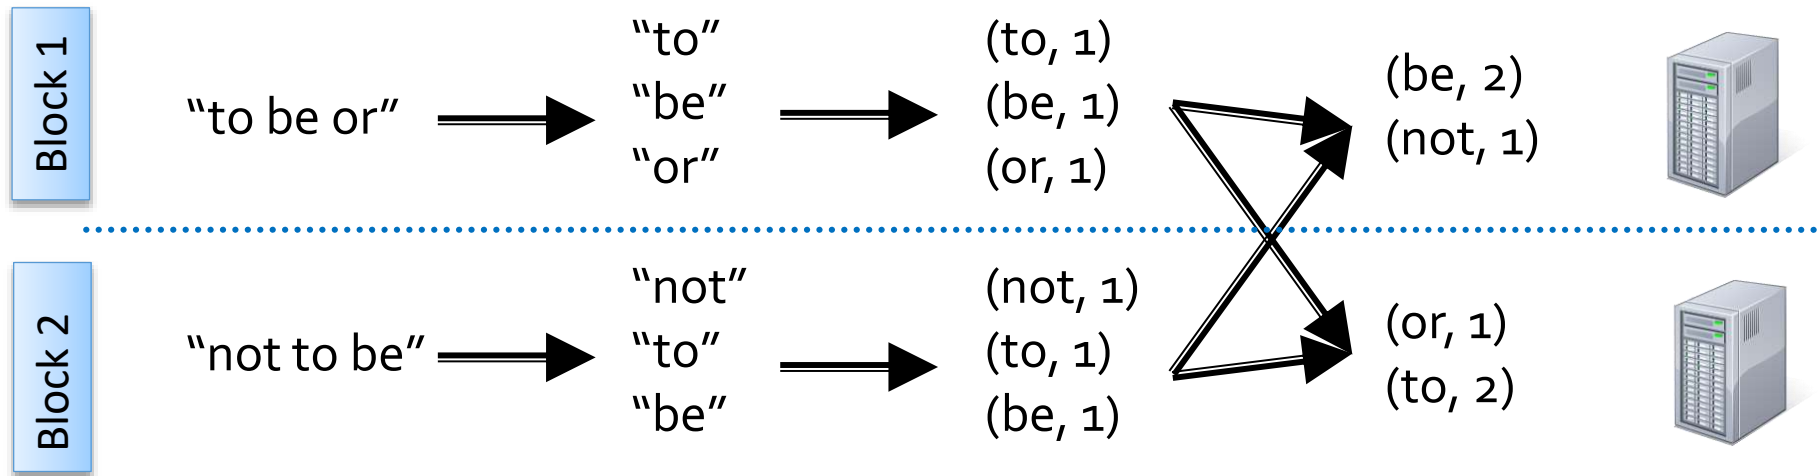 Block 1
“to be or”
“to”
“be”
“or”
(to, 1)
(be, 1)
(or, 1)
(be, 2)
(not, 1)
Block 2
“not to be”
“not”
“to”
“be”
(not, 1)
(to, 1)
(be, 1)
(or, 1)
(to, 2)